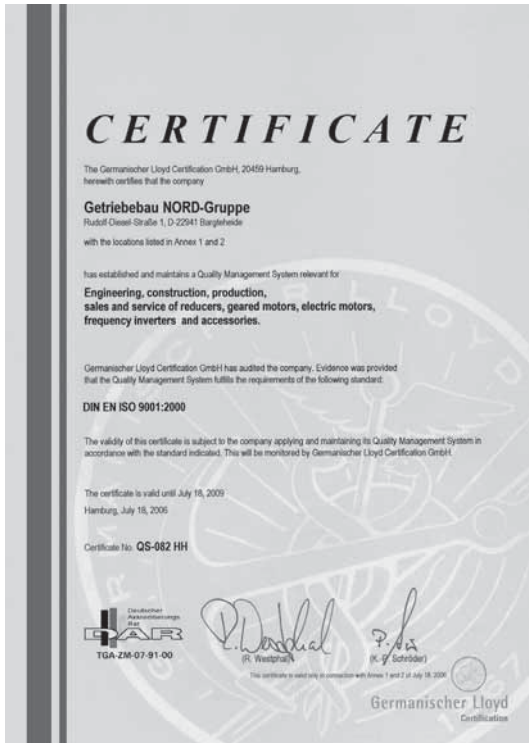 CERTIFICATE
The Germanischer Lloyd Certification GmbH, 20459 Hamburg,
herewith certifies that the company
Getriebebau NORD-Gruppe
Rudolf-Diesel-Straße 1, D-22941 Bargteheide
with the locations listed in Annex 1 and 2
has established and maintains a Quality Management System relevant for
Engineering, construction, production,
sales and service of reducers, geared motors, electric motors,
frequency inverters and accessories.
Germanischer Lloyd Certification GmbH has audited the company. Evidence was provided
that the Quality Management System fulfills the requirements of the following standard:
DIN EN ISO 9001:2000
The validity of this certificate is subject to the company applying and maintaining its Quality Management System in
accordance with the standard indicated. This will be monitored by Germanischer Lloyd Certification GmbH.
The certificate is valid until July 18, 2009
Hamburg, July 18, 2006
Certificate No. QS-082 HH
Deutscher
Akkreditierungs
Rat
DAR
TGA-ZM-07-91-00
(R. Westphal)
(K.-P. Schröder)
This certificate is valid only in connection with Annex 1 and 2 of July 18, 2006
Germanischer Lloyd
Certification